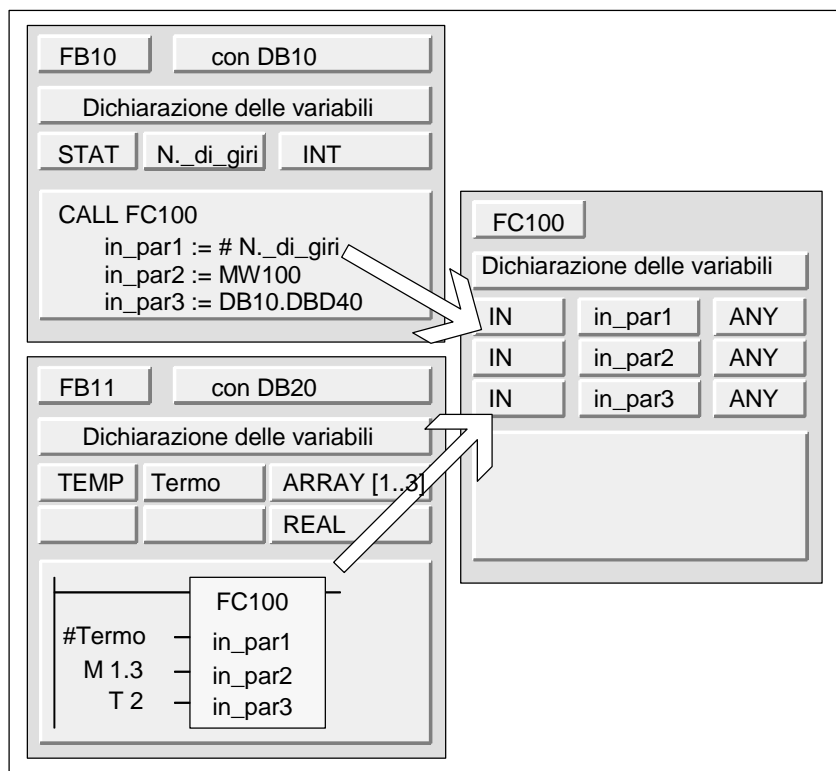 FB10 con DB10
Dichiarazione delle variabili
STAT N._di_giri INT
CALL FC100
in_par1 := # N._di_giri
in_par2 := MW100
in_par3 := DB10.DBD40
FB11 con DB20
Dichiarazione delle variabili
TEMP Termo ARRAY [1..3]
REAL
FC100
#Termo in_par1
M 1.3 in_par2
T 2 in_par3
FC100
Dichiarazione delle variabili
IN in_par1 ANY
IN in_par2 ANY
IN in_par3 ANY